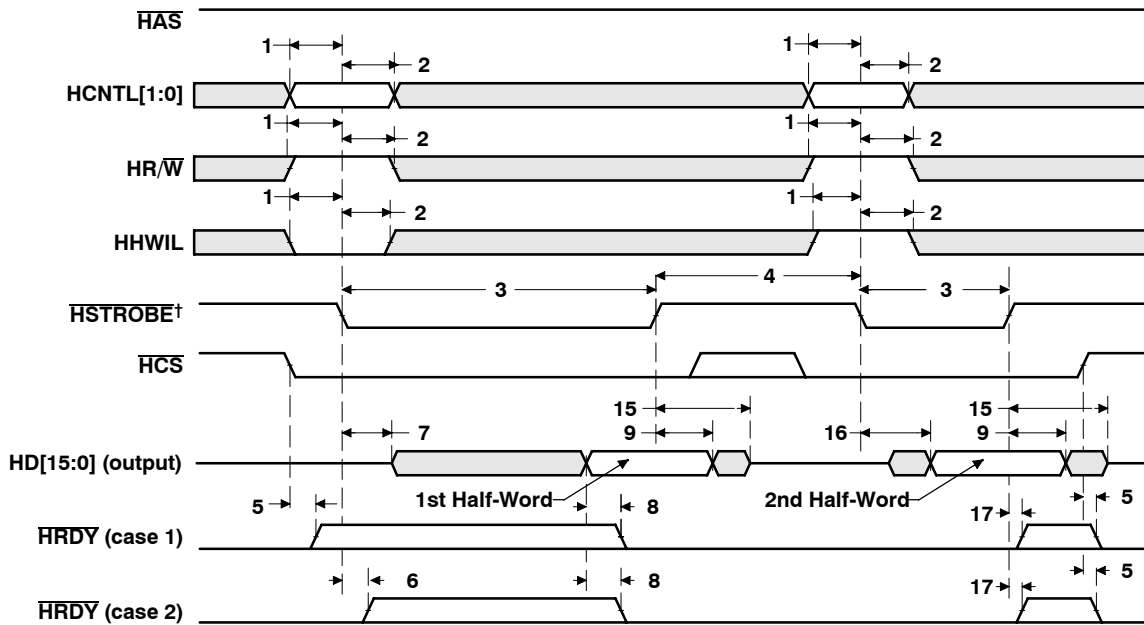 HAS
1 1
2 2
HCNTL[1:0]
1 1
2 2
HR/W
1 1
2 2
HHWIL
4
3 3
HSTROBE†
HCS
15 15
7 9 16 9
HD[15:0] (output)
1st Half-Word 2nd Half-Word
5 8 17 5
HRDY (case 1)
6 8 17 5
HRDY (case 2)